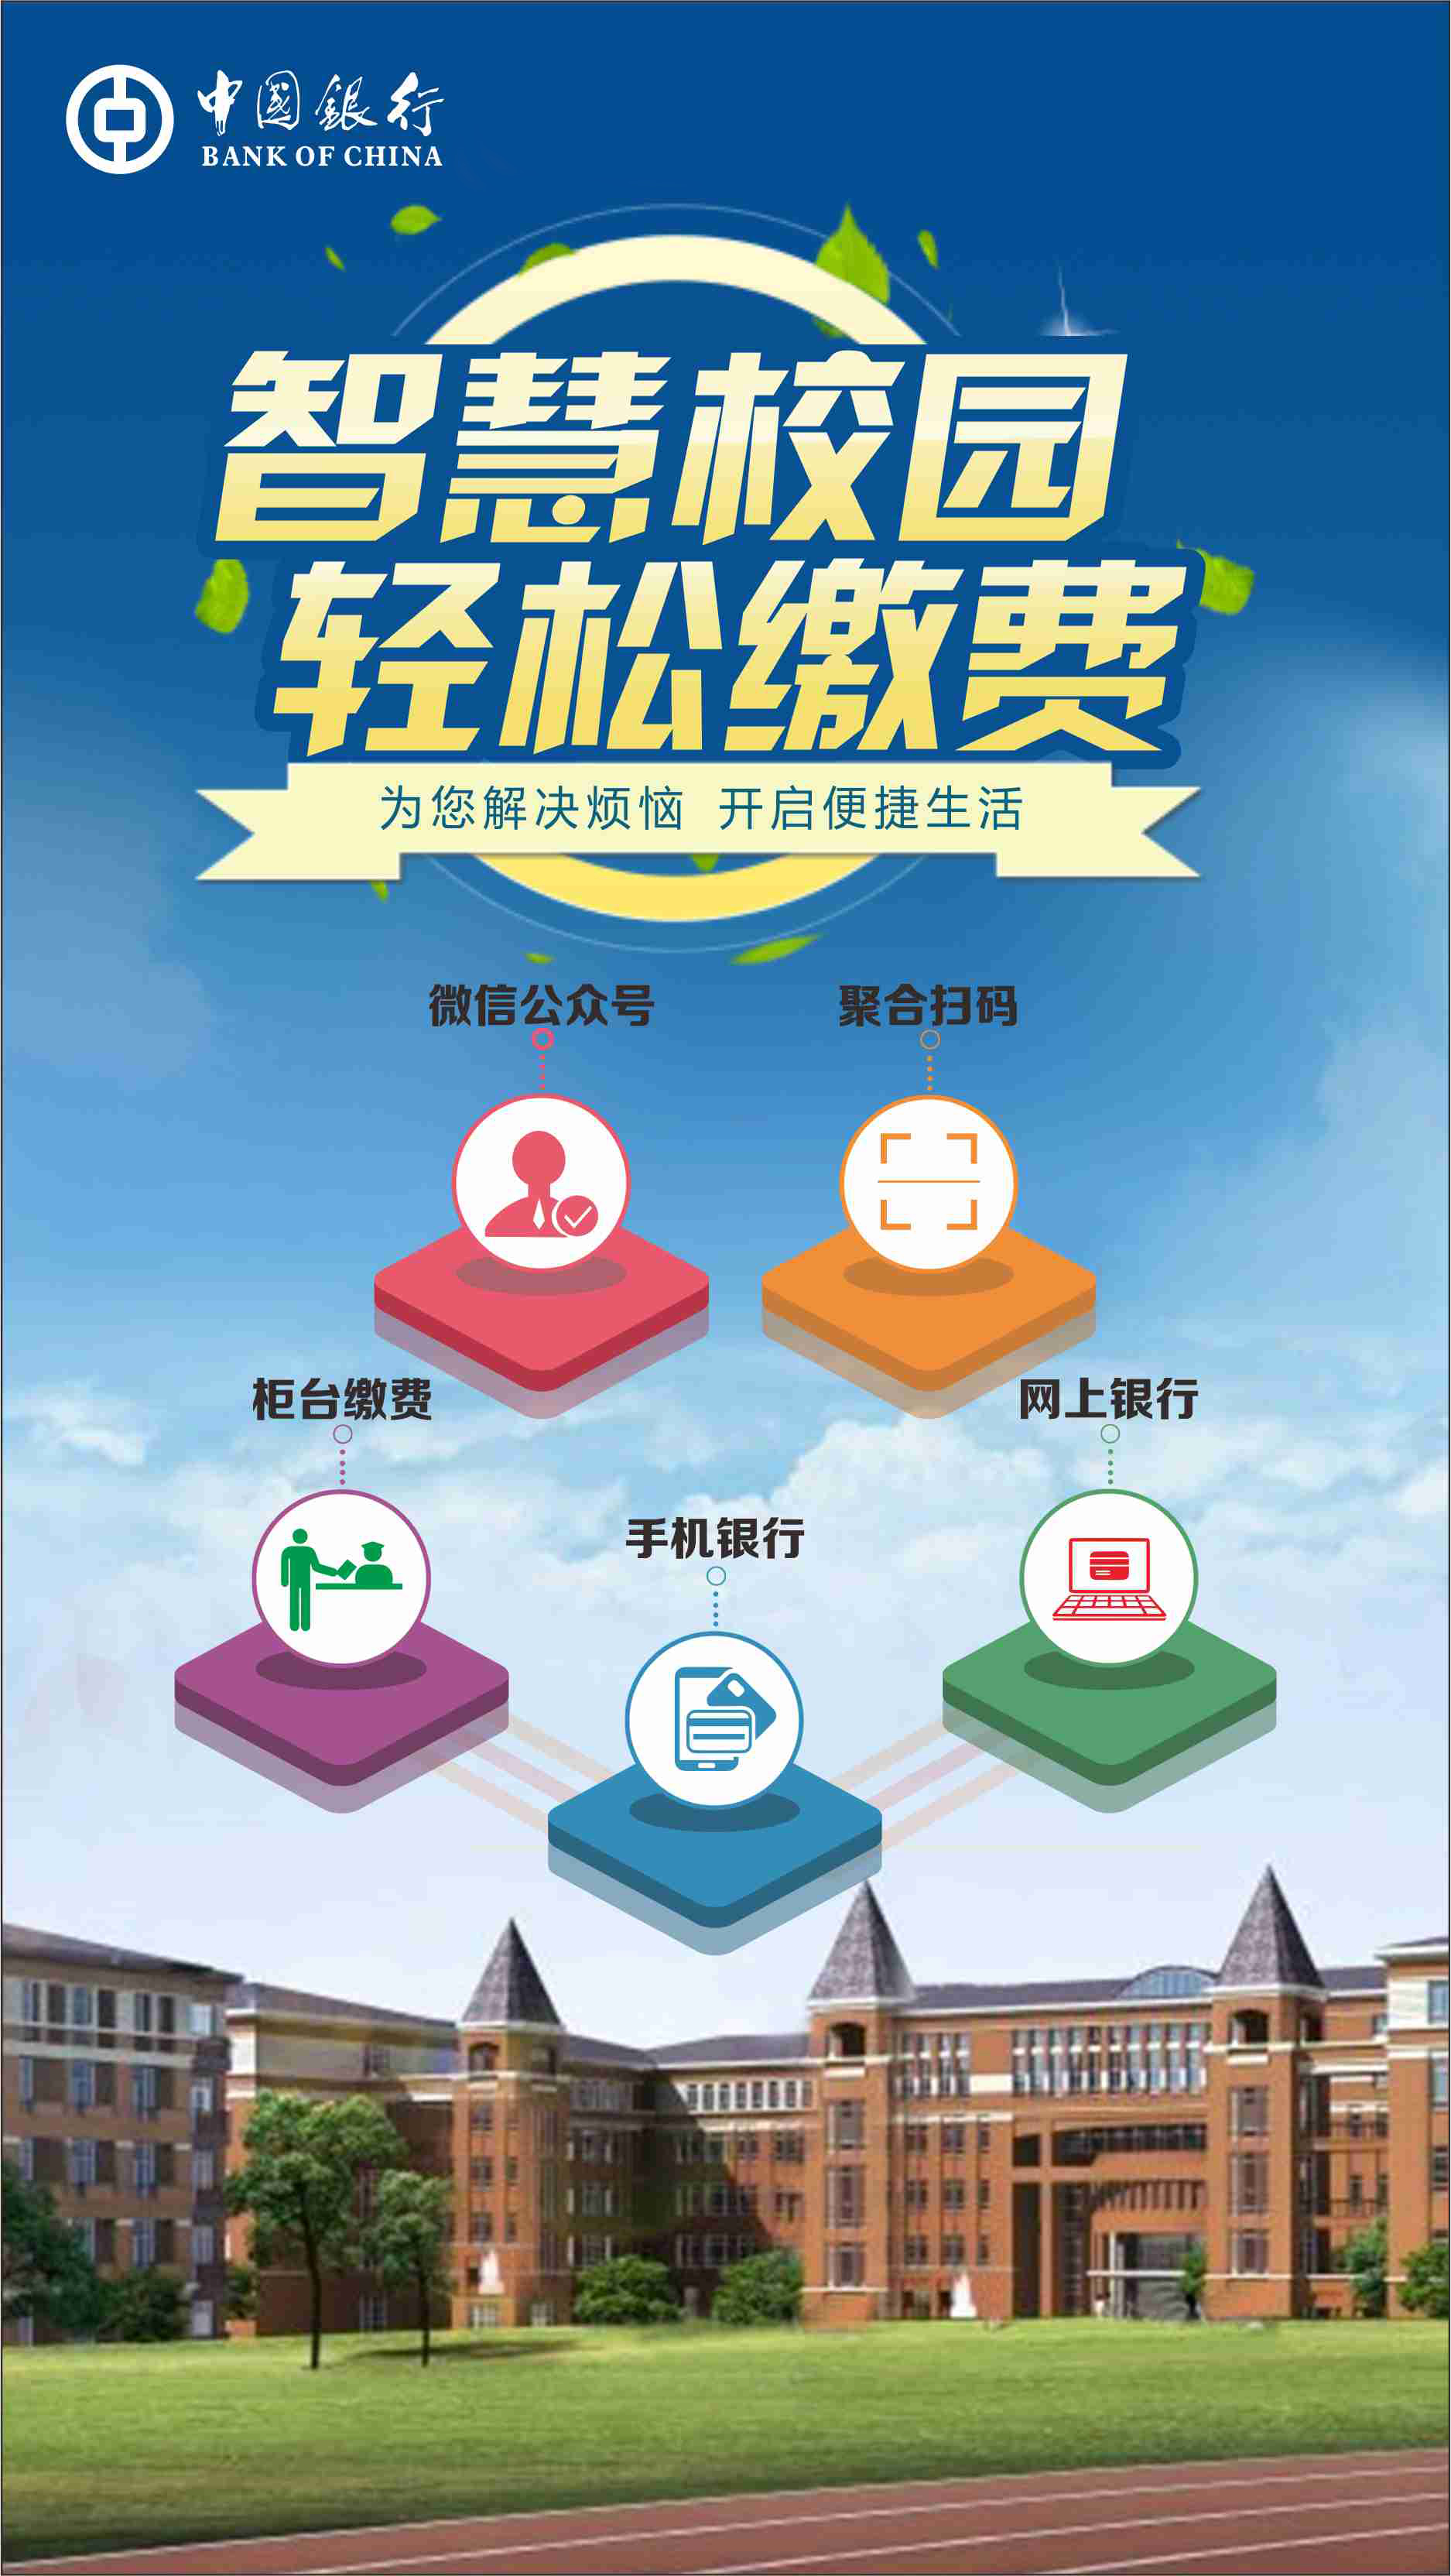 中国銀行
BANK OF CHINA
智慧校园
轻松缴费
为您解决烦恼 开启便捷生活
微信公众号
聚合扫码
柜台缴费
网上银行
手机银行